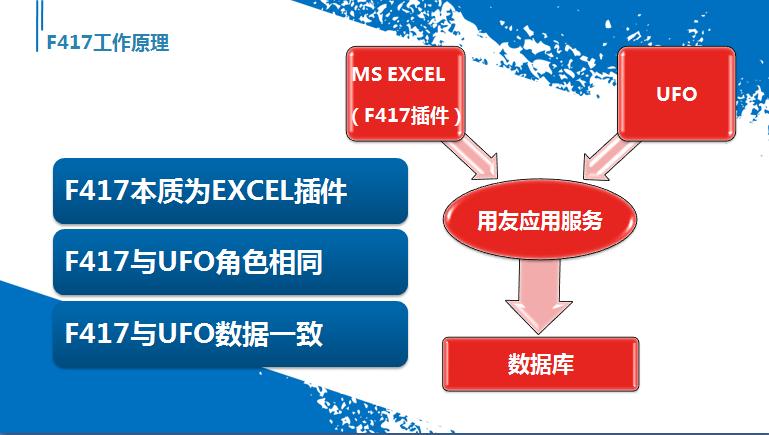 F417工作原理
MS EXCEL
（F417插件）
UFO
F417本质为EXCEL插件
F417与UFO角色相同
F417与UFO数据一致
用友应用服务
数据库